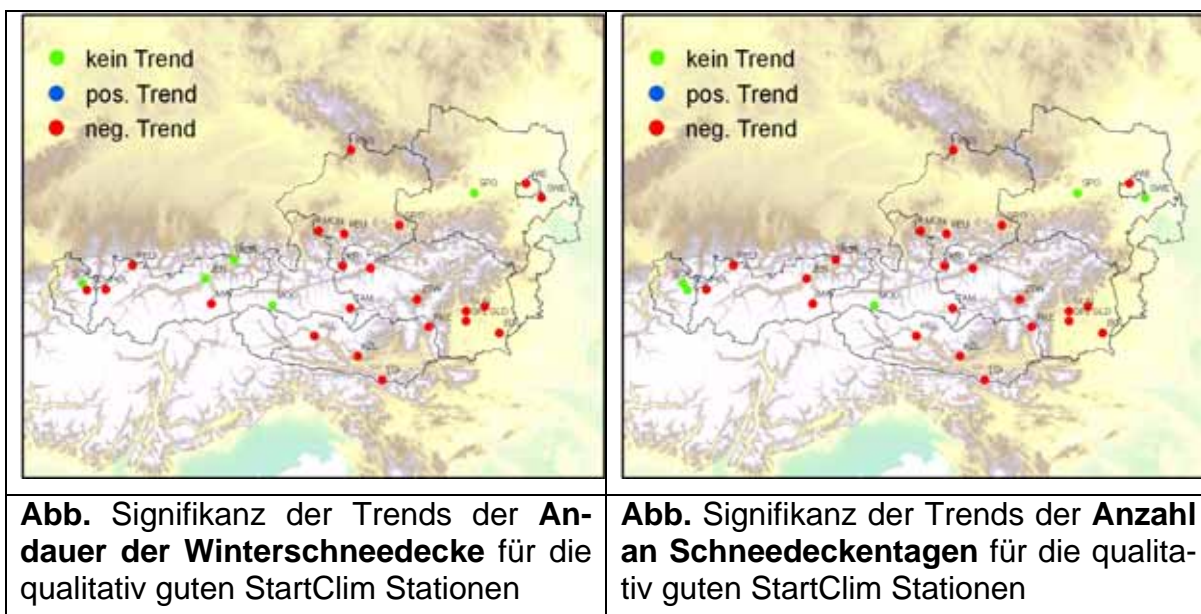 kein Trend
pos. Trend
neg. Trend
SPO
Abb. Signifikanz der Trends der An-
dauer der Winterschneedecke für die
qualitativ guten StartClim Stationen
kein Trend
pos. Trend
neg. Trend
SPO
Abb. Signifikanz der Trends der Anzahl
an Schneedeckentagen für die qualita-
tiv guten StartClim Stationen